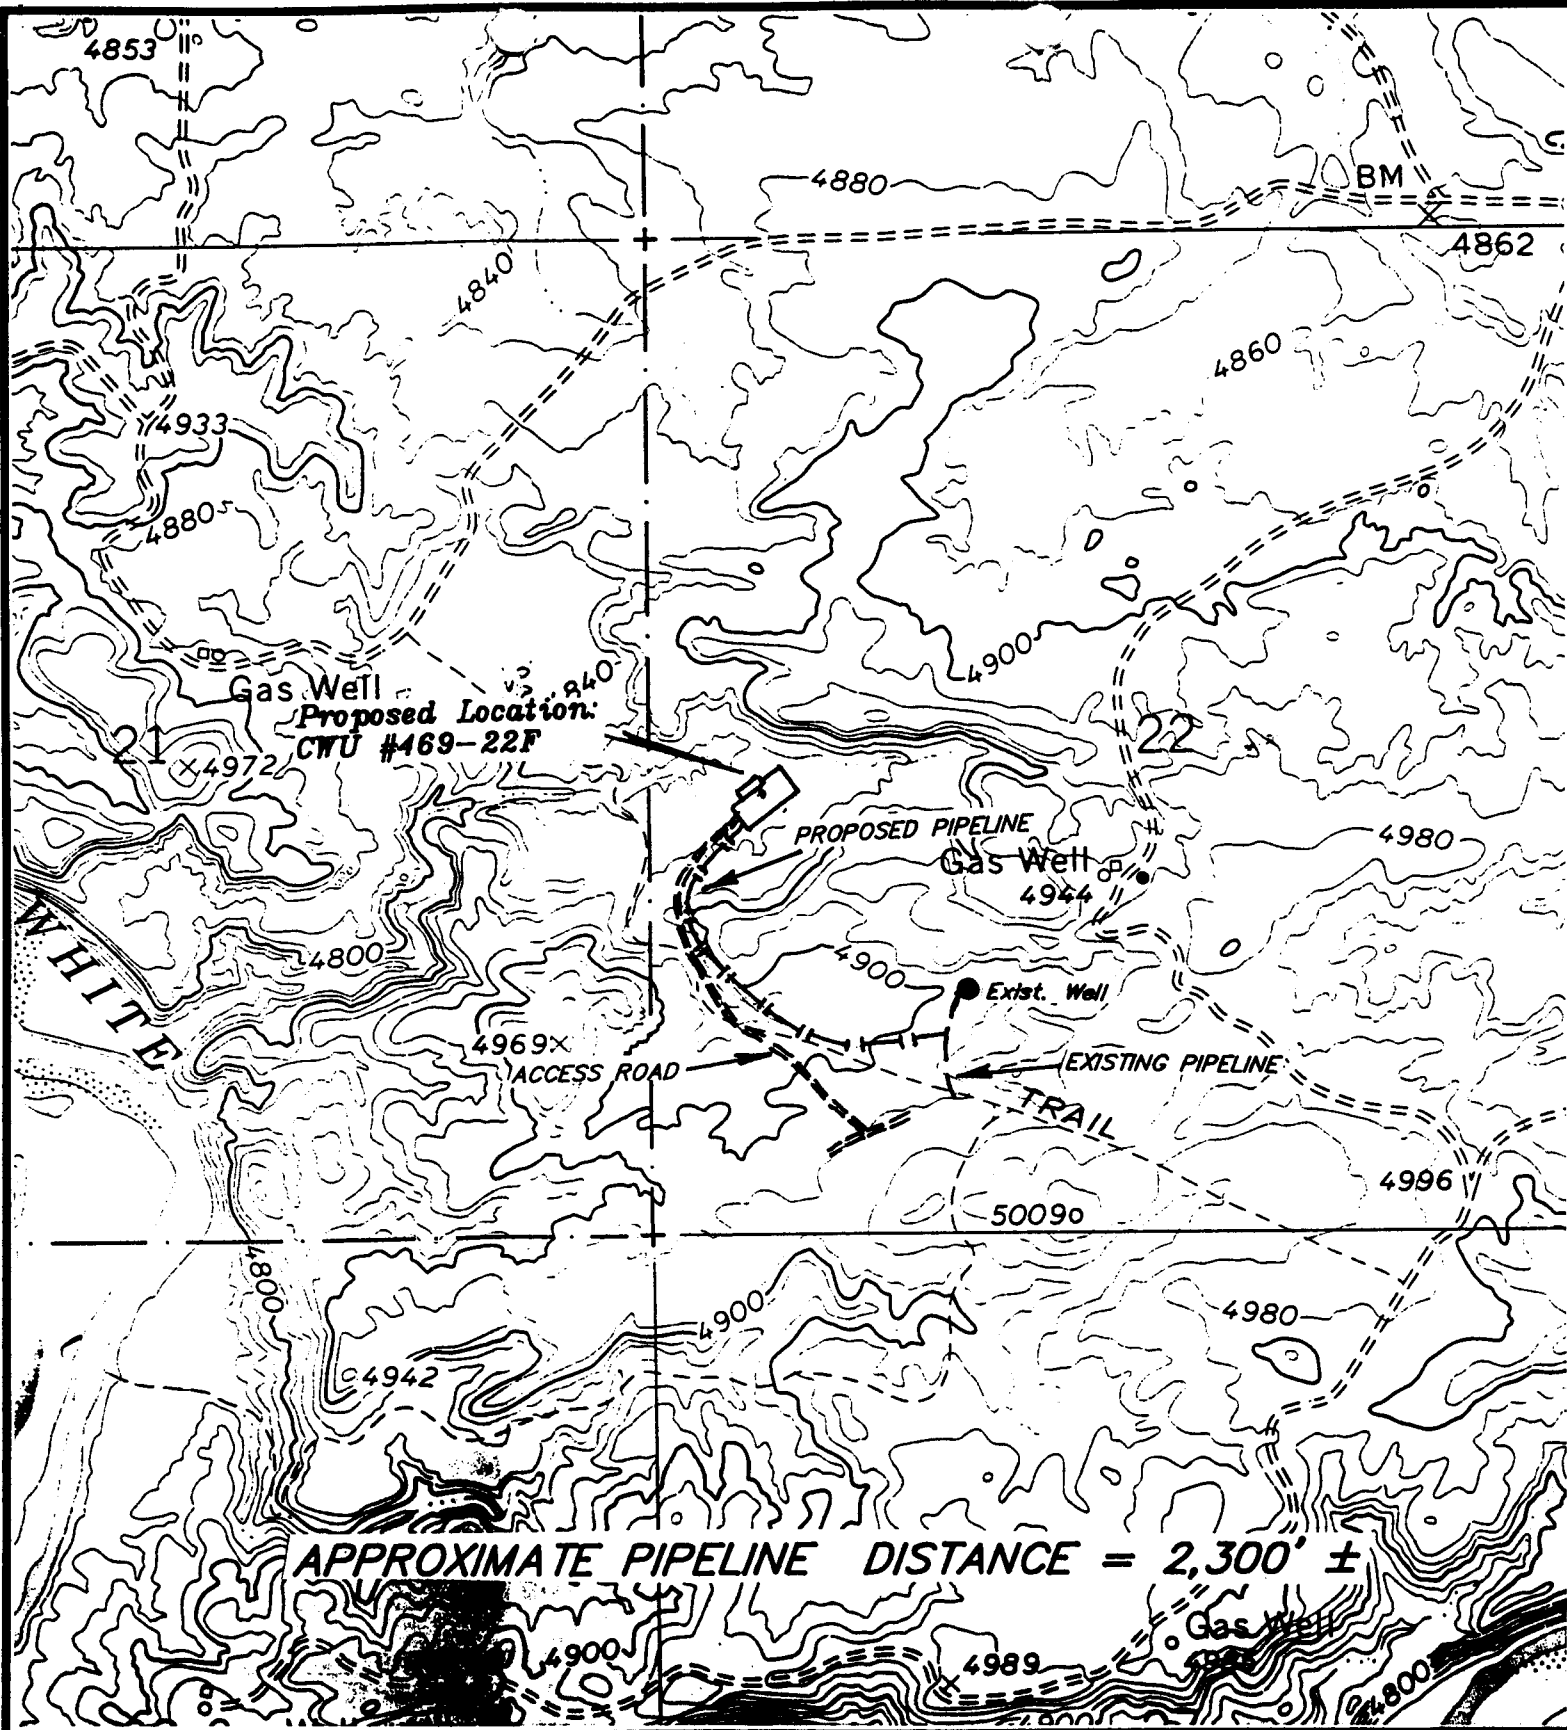 4853
4880
BM
4862
4840
4860
4933
4880
4900
Gas Well
840
Proposed Location:
CWU #469-22F
21
4972
22
PROPOSED PIPELINE
4980
Gas Well
4944
WHITE
4800
4900
Exist. Well
4969
ACCESS ROAD
EXISTING PIPELINE
TRAIL
4996
5009
4800
4900
4980
4942
APPROXIMATE PIPELINE DISTANCE = 2,300' ±
Gas Well
4900
4989
4800